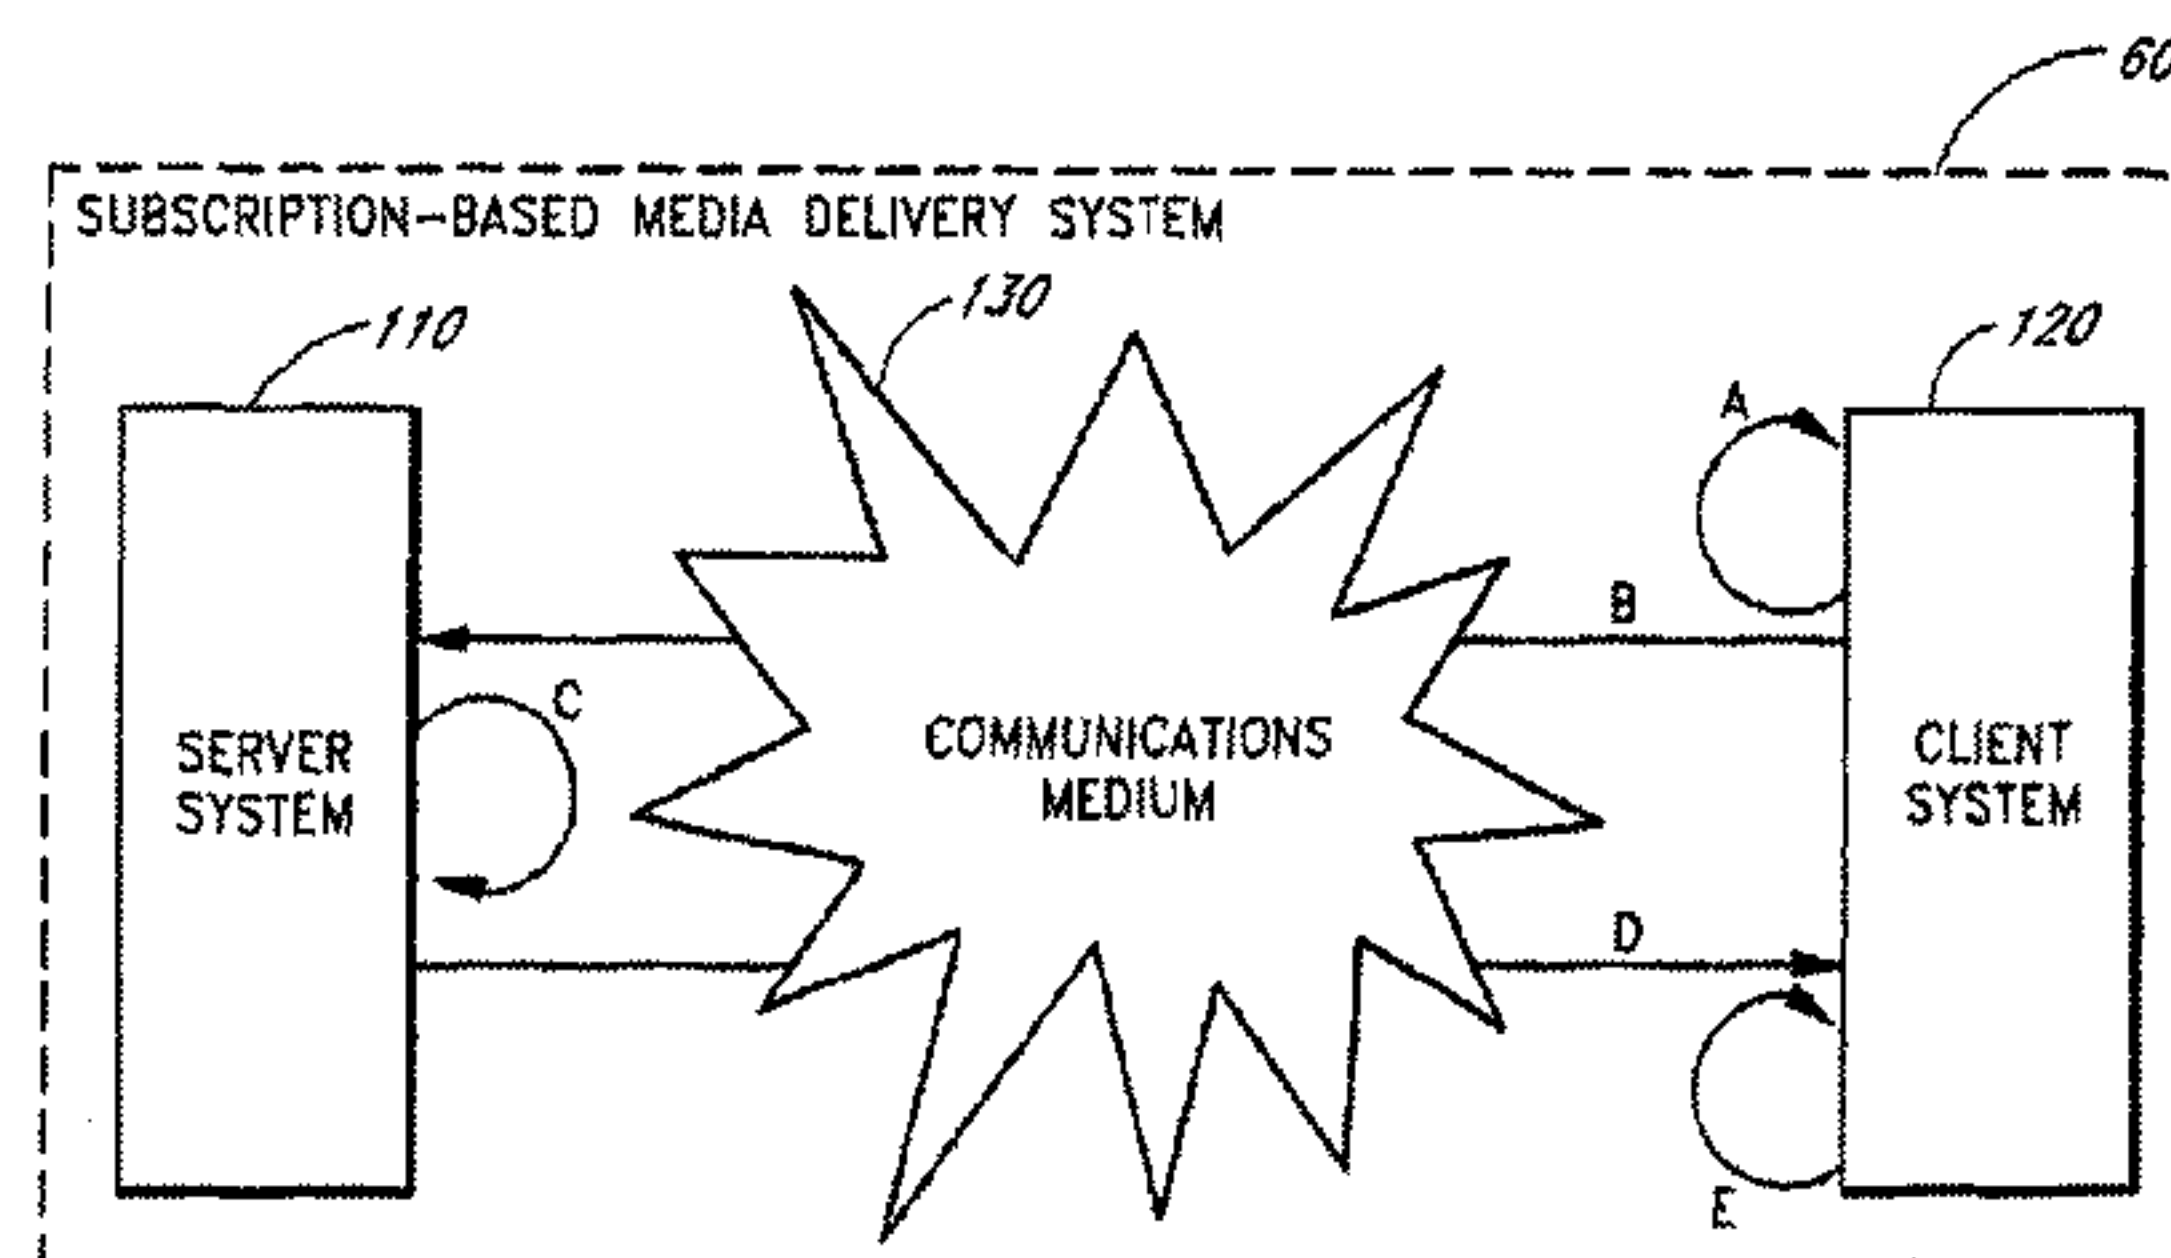 60
SUBSCRIPTION-BASED MEDIA DELIVERY SYSTEM
110
130
120
A
B
C
SERVER
SYSTEM
COMMUNICATIONS
MEDIUM
CLIENT
SYSTEM
D
E